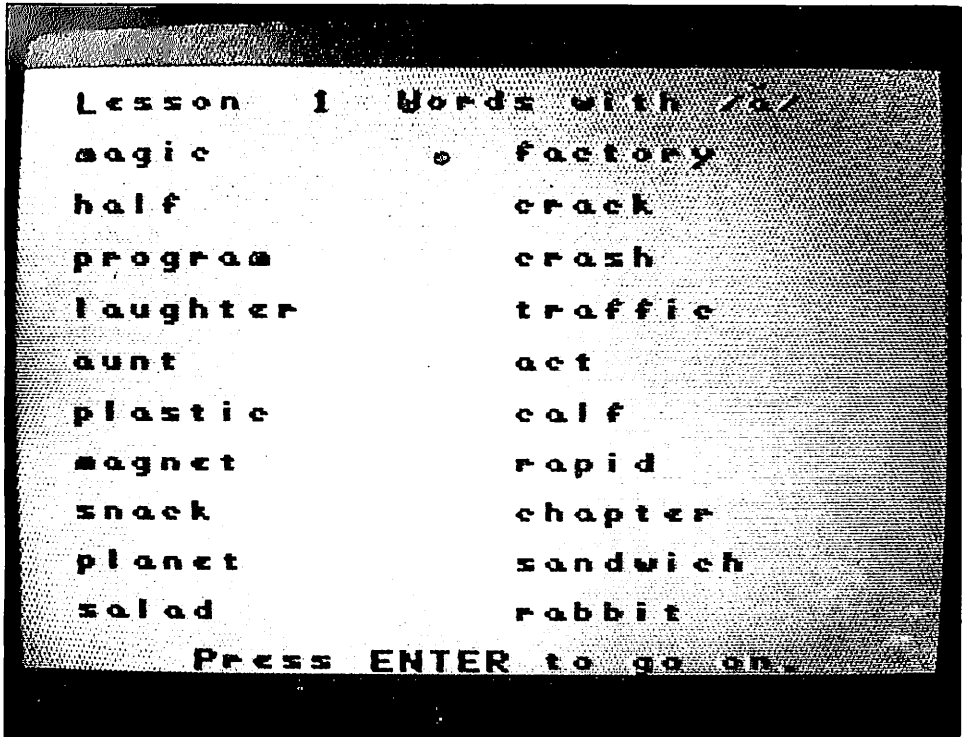 Lesson 1 Words with /ă/
magic factory
half crack
program crash
laughter traffic
aunt act
plastic calf
magnet rapid
snack chapter
planet sandwich
salad rabbit
Press ENTER to go on.